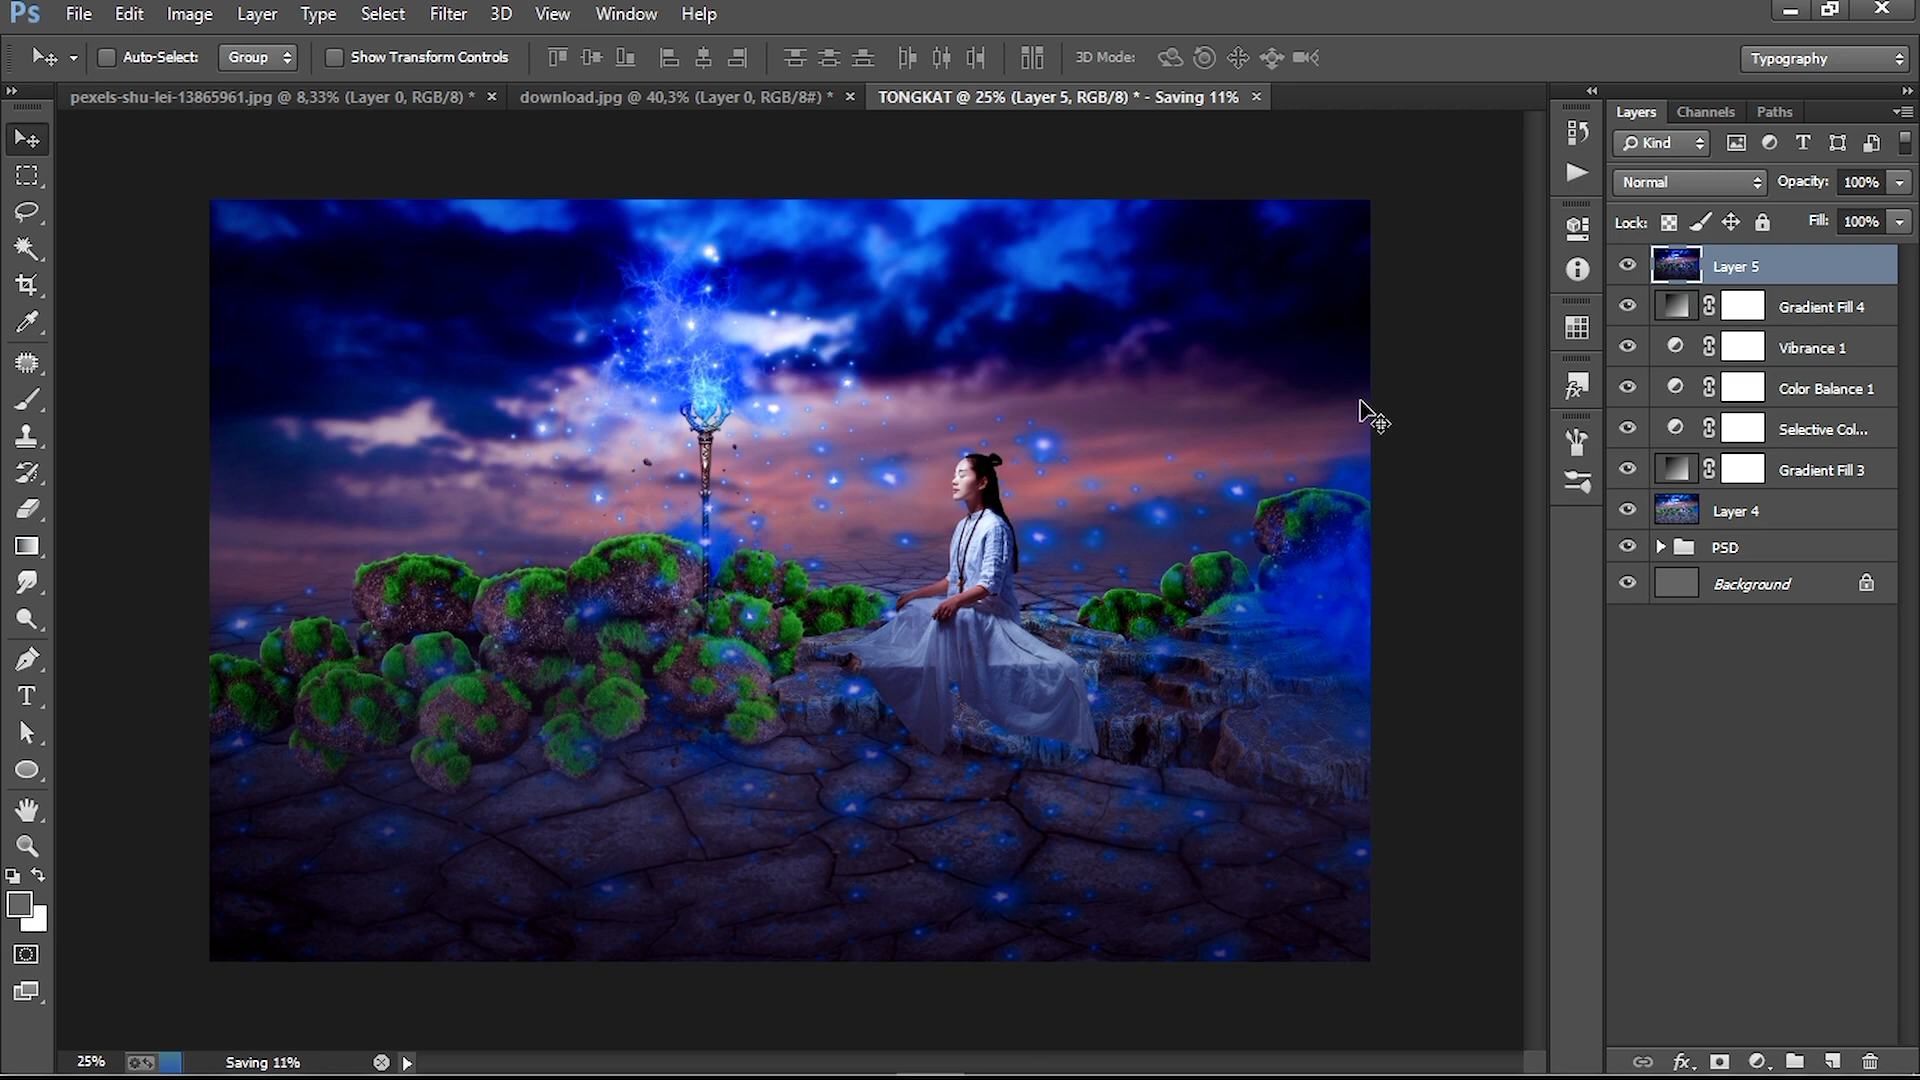 Ps File Edit Image Layer Type Select Filter 3D View Window Help
Auto-Select: Group Show Transform Controls 3D Mode: Typography
pexels-shu-lei-13865961.jpg @ 8,33% (Layer 0, RGB/8) * download.jpg @ 40,3% (Layer 0, RGB/8#) * TONGKAT @ 25% (Layer 5, RGB/8) * - Saving 11%
Layers Channels Paths
Kind
Normal Opacity: 100%
Lock: Fill: 100%
Layer 5
Gradient Fill 4
Vibrance 1
Color Balance 1
Selective Col...
Gradient Fill 3
Layer 4
PSD
Background
25% Saving 11%